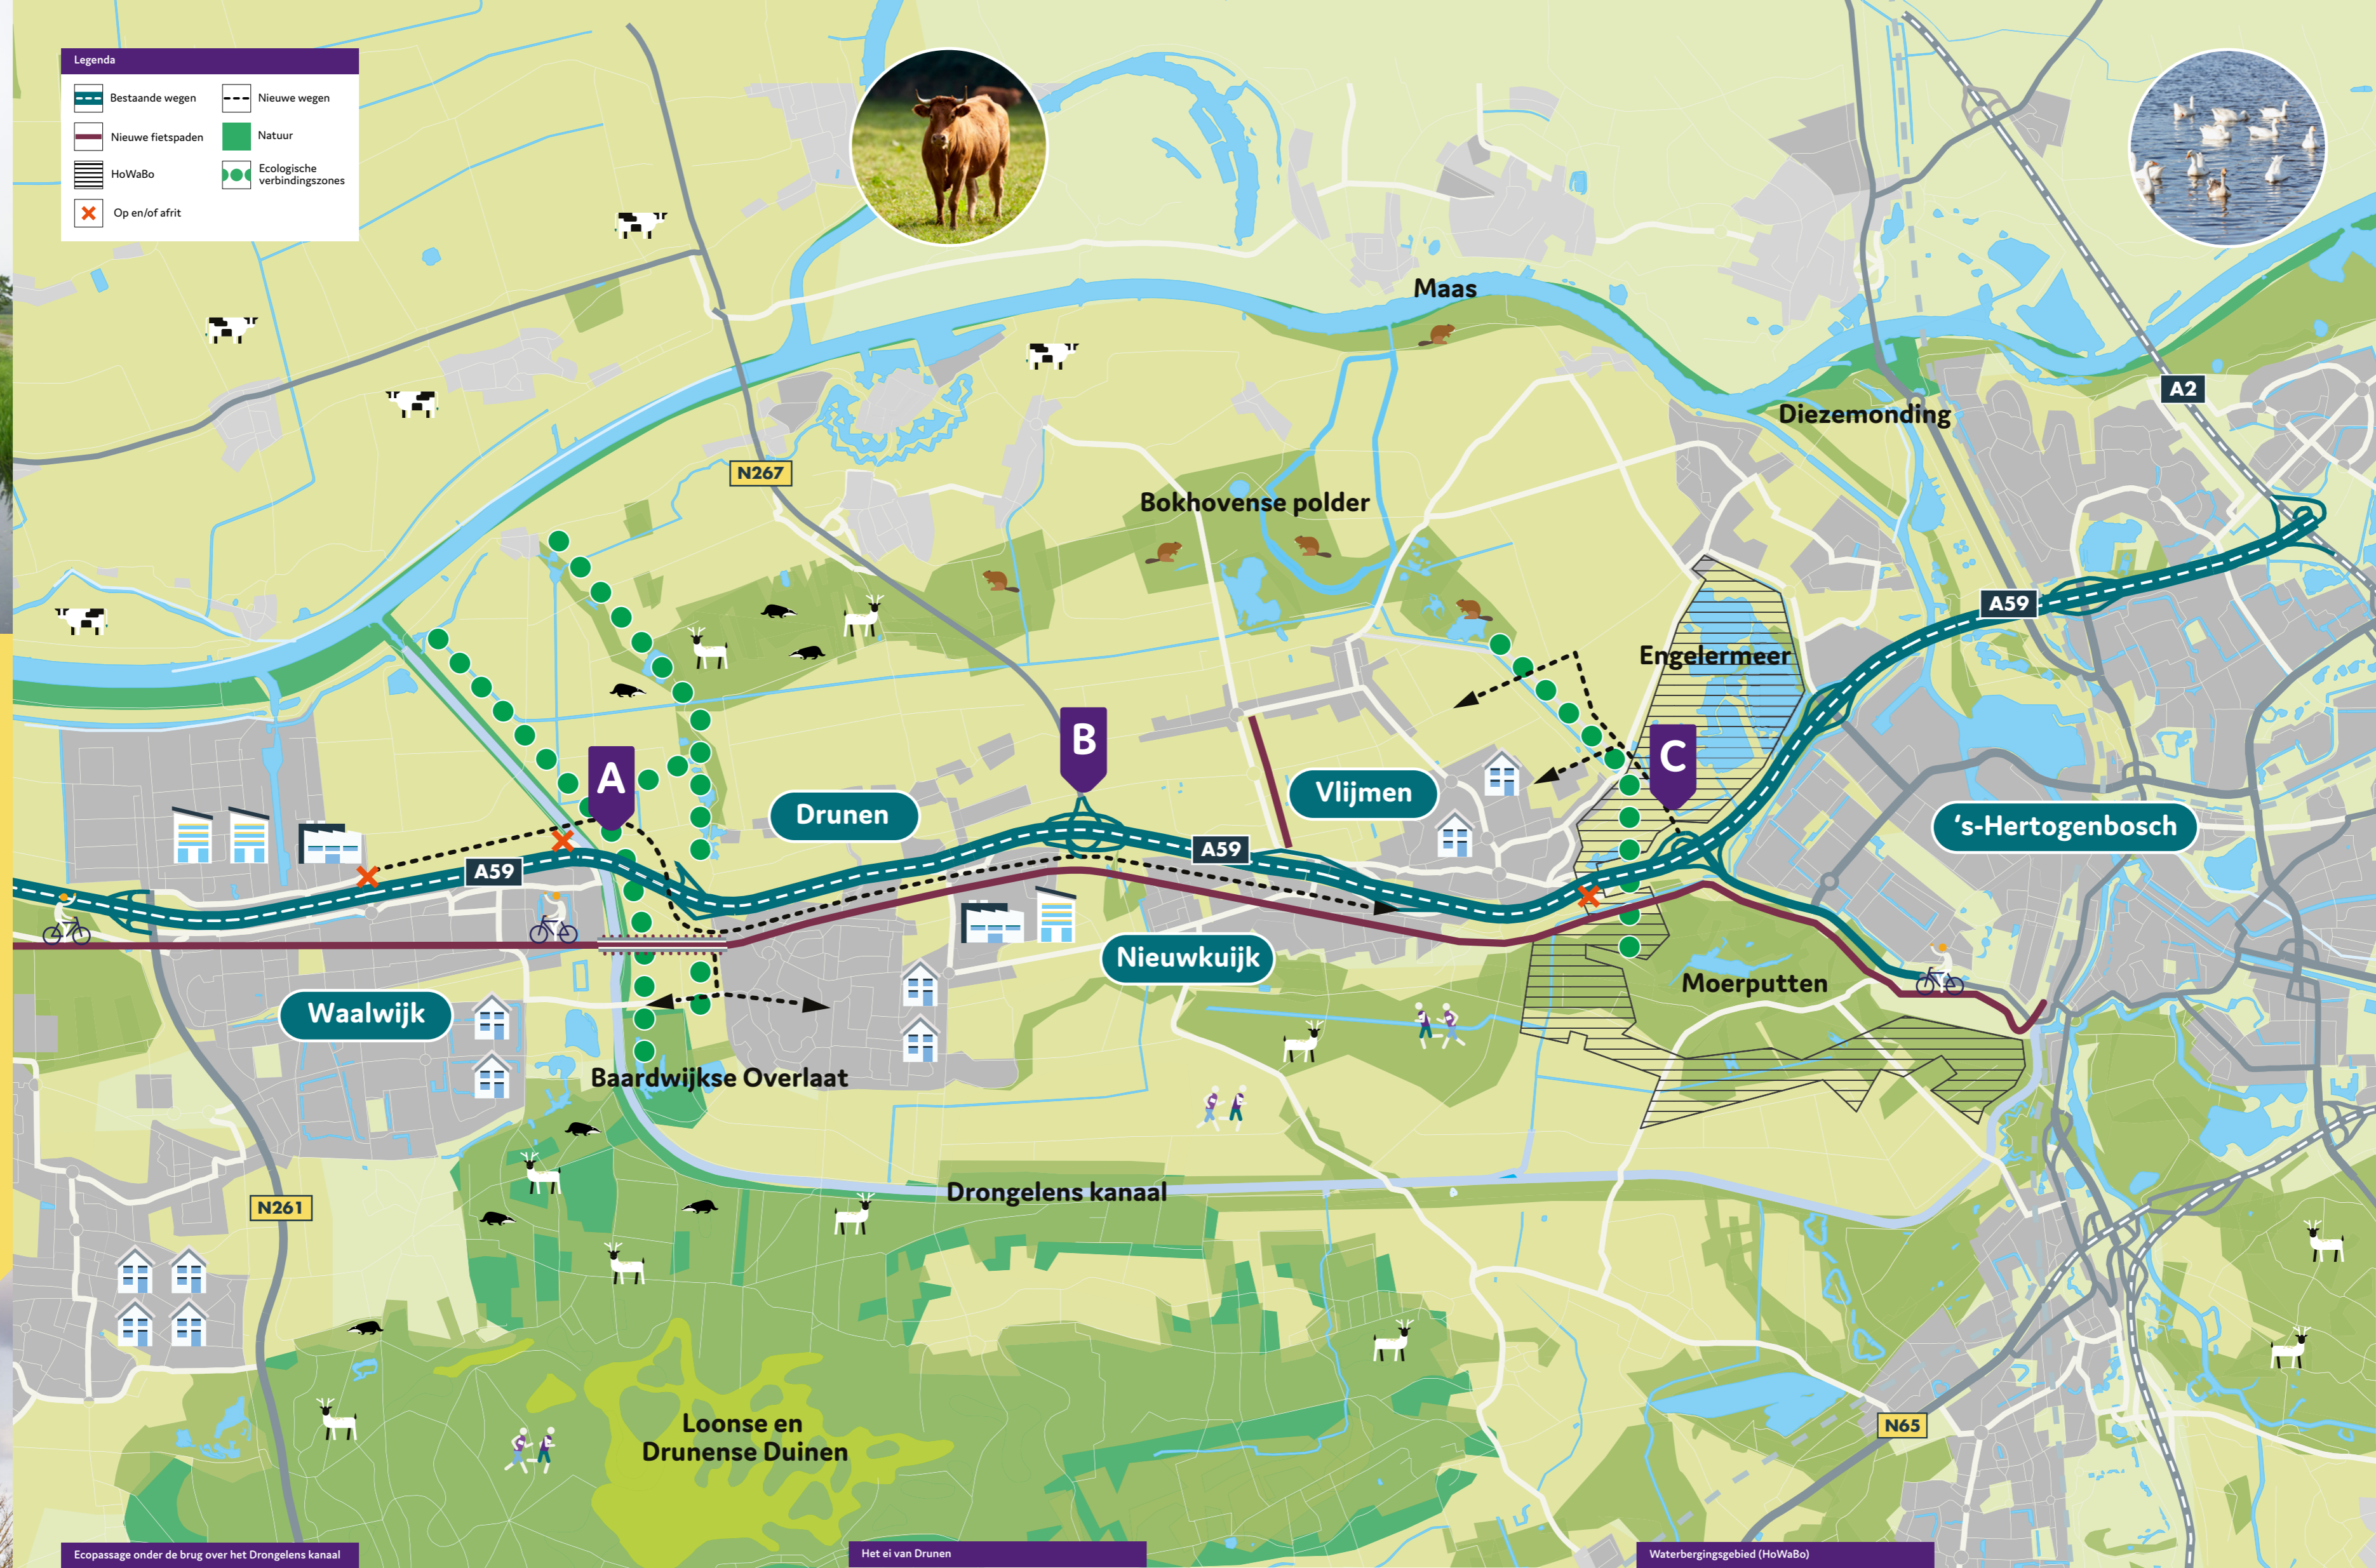 Legenda
Bestaande wegen
Nieuwe wegen
Nieuwe fietspaden
Natuur
HoWaBo
Ecologische
verbindingszones
Op en/of afrit
Maas
A2
Diezemonding
N267
Bokhovense polder
A59
Engelermeer
B
C
A
Vlijmen
Drunen
's-Hertogenbosch
A59
A59
Nieuwkuijk
Moerputten
Waalwijk
Baardwijkse Overlaat
Drongelens kanaal
N261
Loonse en
Drunense Duinen
N65
Ecopassage onder de brug over het Drongelens kanaal
Het ei van Drunen
Waterbergingsgebied (HoWaBo)